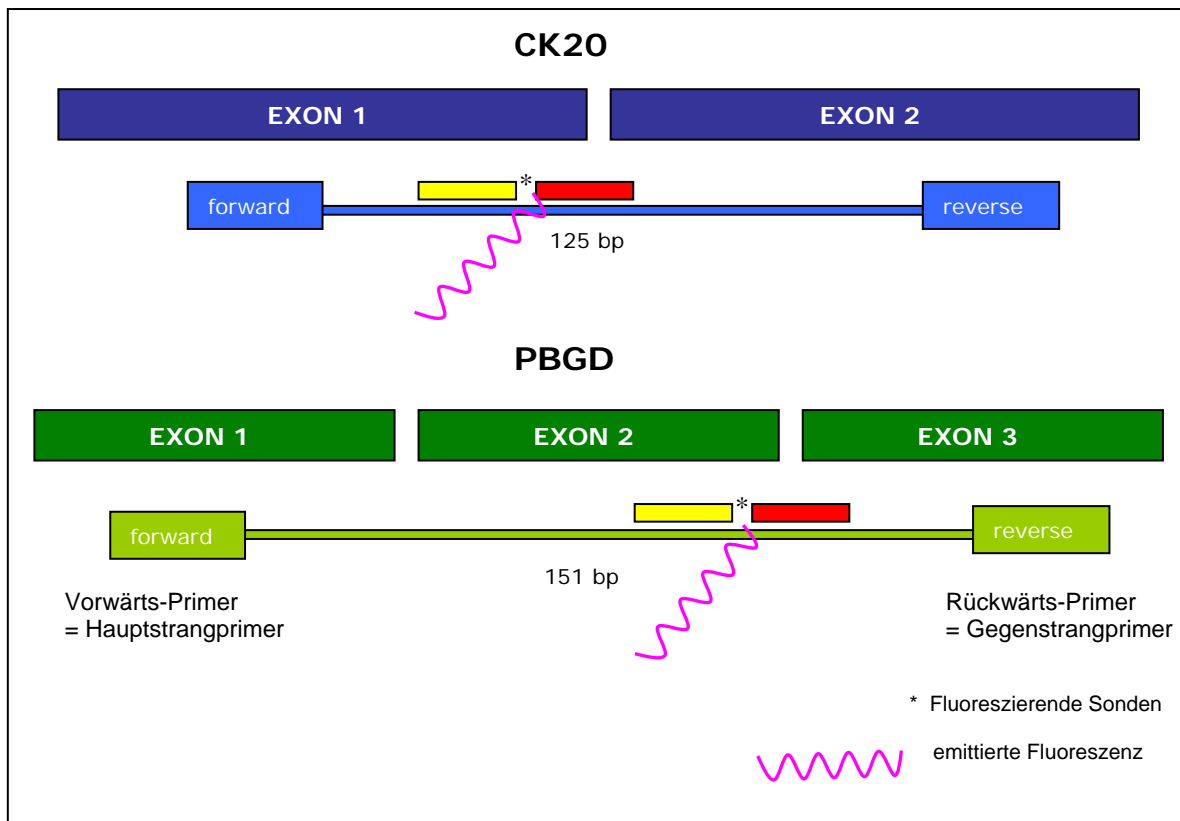 CK20
EXON 1 EXON 2
*
forward reverse
125 bp
PBGD
EXON 1 EXON 2 EXON 3
*
forward reverse
151 bp
Vorwärts-Primer
= Hauptstrangprimer
Rückwärts-Primer
= Gegenstrangprimer
* Fluoreszierende Sonden
emittierte Fluoreszenz